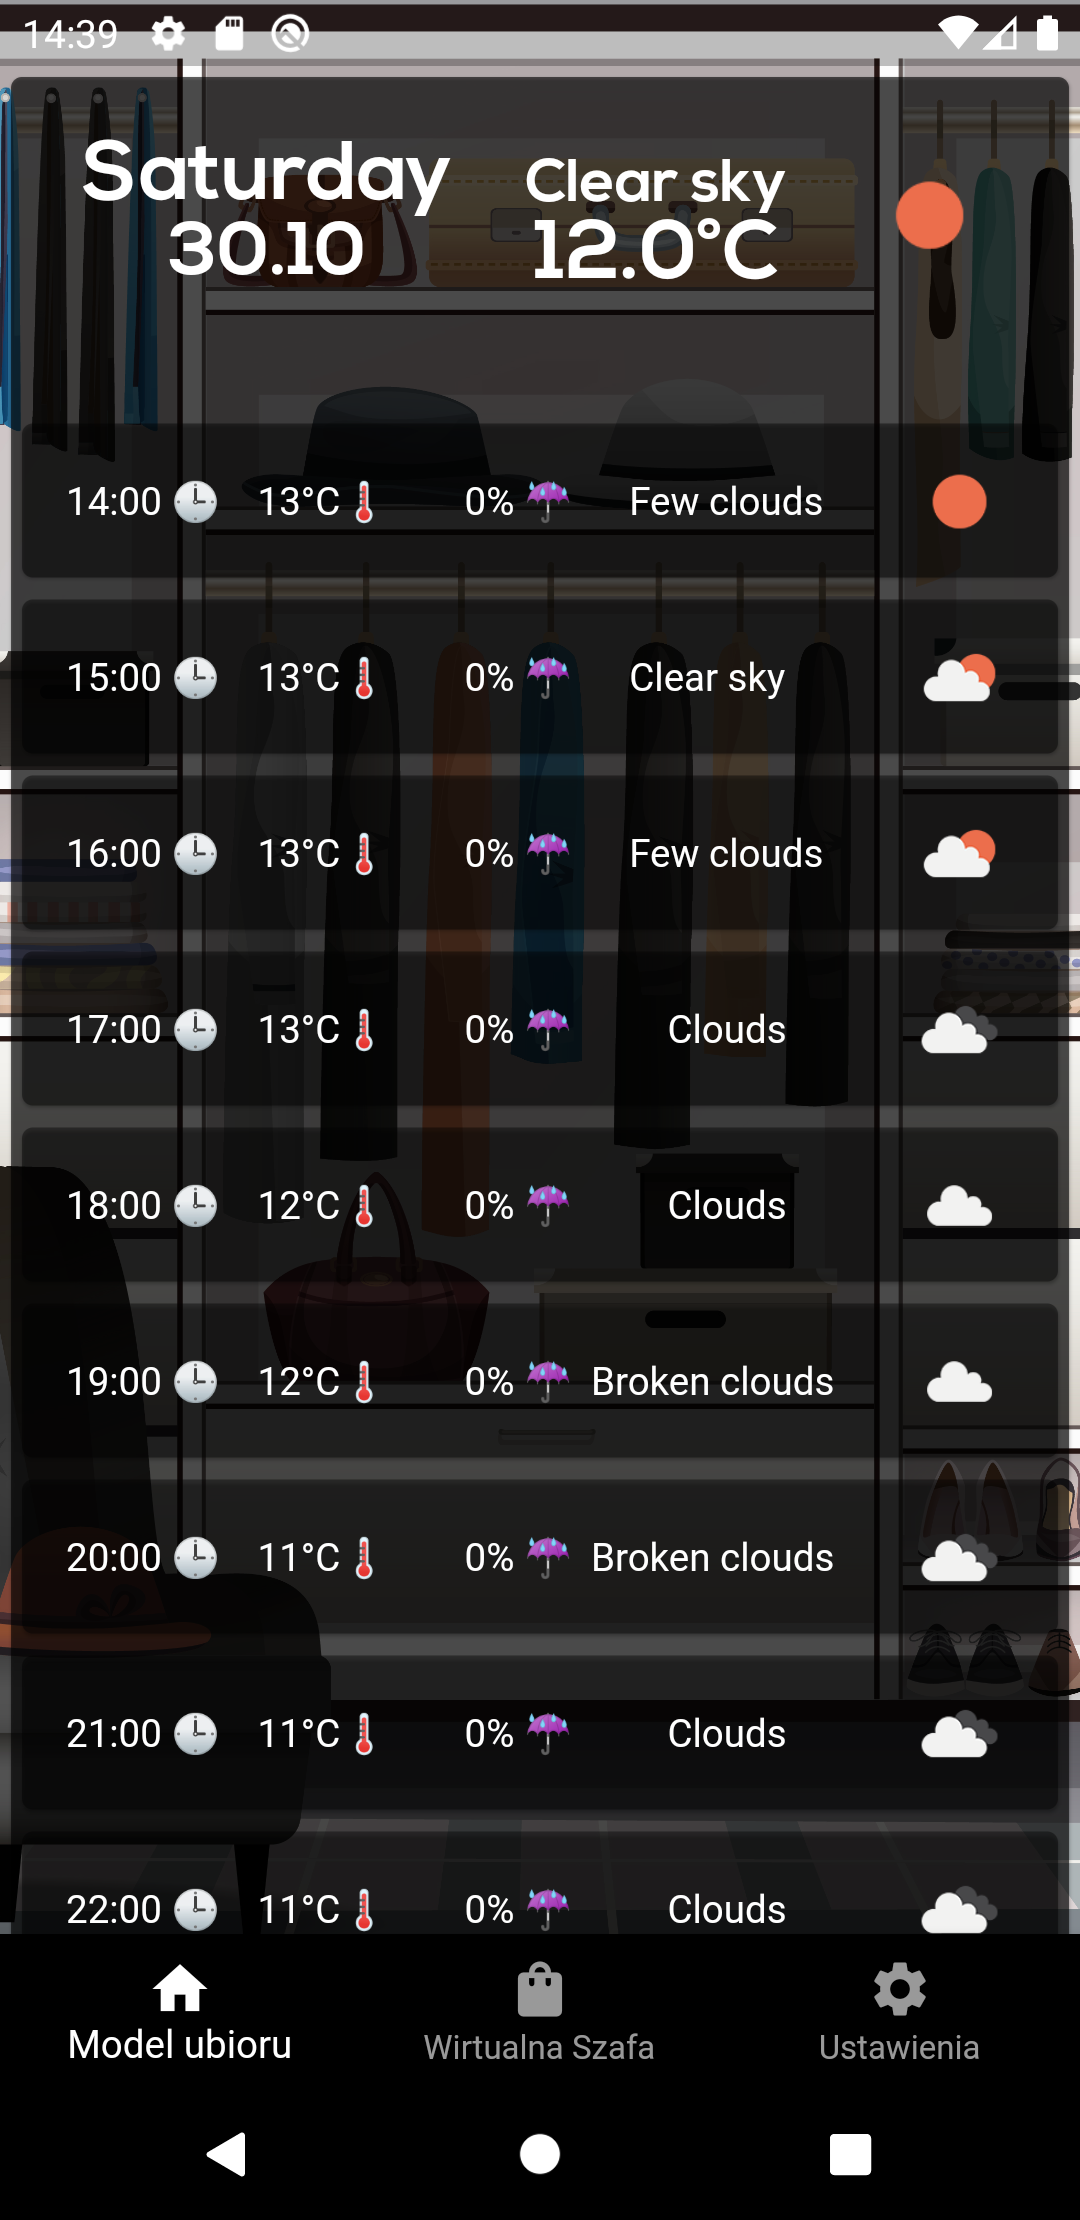 14:39
Saturday
30.10
Clear sky
12.0°C
14:00 13°C 0% Few clouds
15:00 13°C 0% Clear sky
16:00 13°C 0% Few clouds
17:00 13°C 0% Clouds
18:00 12°C 0% Clouds
19:00 12°C 0% Broken clouds
20:00 11°C 0% Broken clouds
21:00 11°C 0% Clouds
22:00 11°C 0% Clouds
Model ubioru
Wirtualna Szafa
Ustawienia